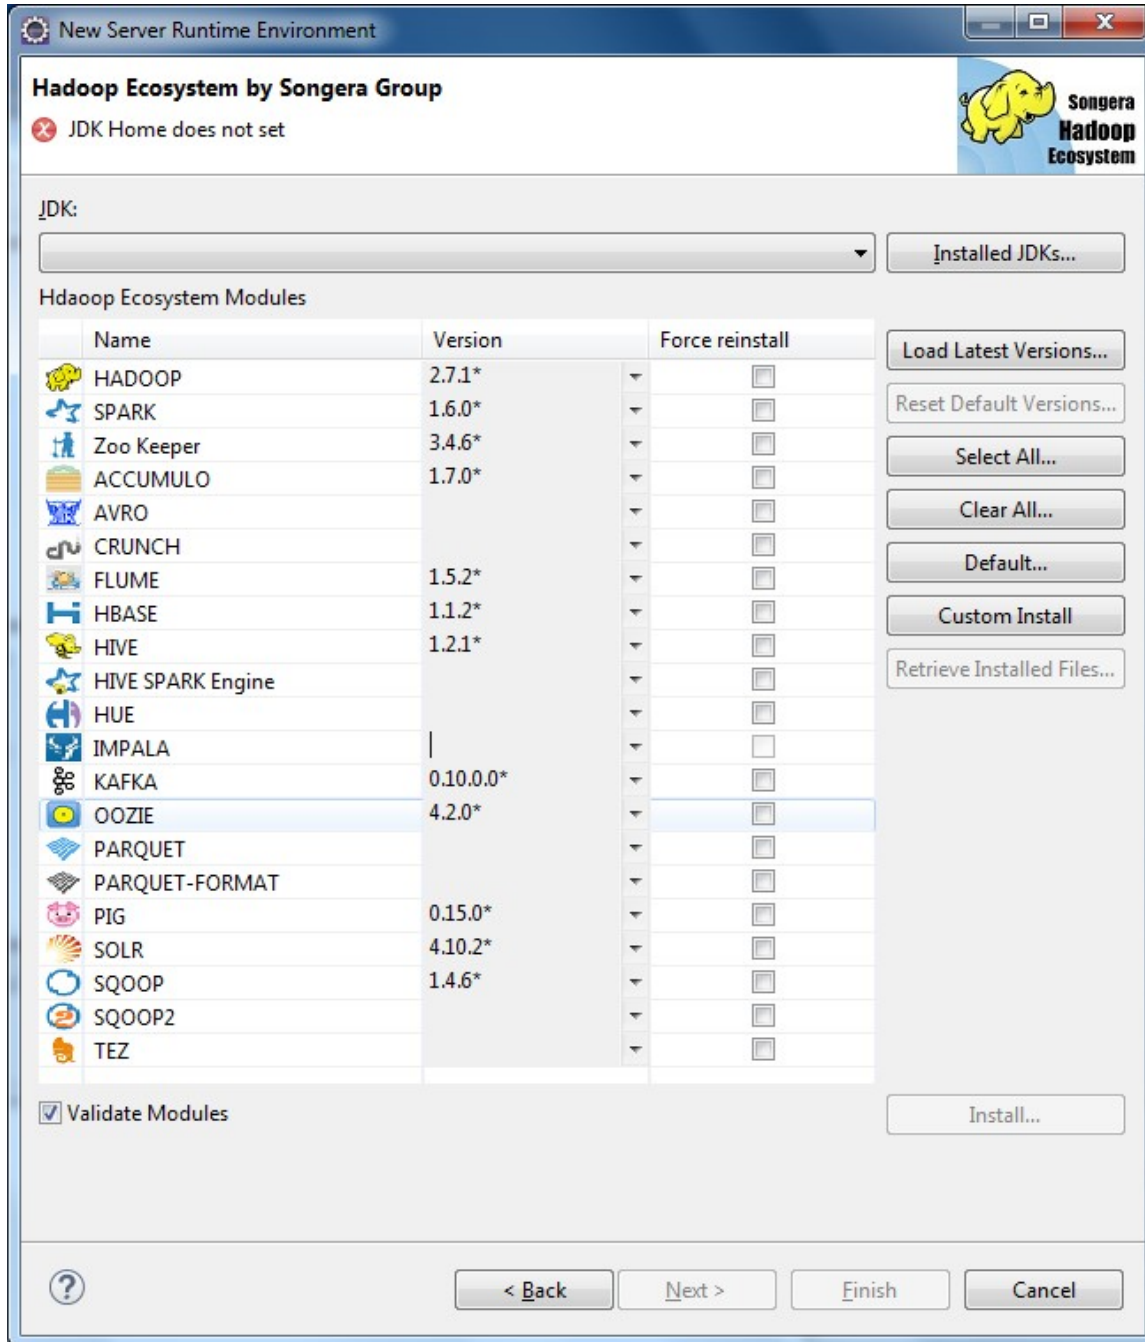 New Server Runtime Environment
Hadoop Ecosystem by Songera Group
JDK Home does not set
Songera
Hadoop
Ecosystem
JDK:
Installed JDKs...
Hdaoop Ecosystem Modules
Name Version Force reinstall
Load Latest Versions...
HADOOP 2.7.1*
Reset Default Versions...
SPARK 1.6.0*
Zoo Keeper 3.4.6*
Select All...
ACCUMULO 1.7.0*
AVRO
Clear All...
CRUNCH
Default...
FLUME 1.5.2*
HBASE 1.1.2*
Custom Install
HIVE 1.2.1*
Retrieve Installed Files...
HIVE SPARK Engine
HUE
IMPALA
KAFKA 0.10.0.0*
OOZIE 4.2.0*
PARQUET
PARQUET-FORMAT
PIG 0.15.0*
SOLR 4.10.2*
SQOOP 1.4.6*
SQOOP2
TEZ
Validate Modules
Install...
< Back Next > Finish Cancel